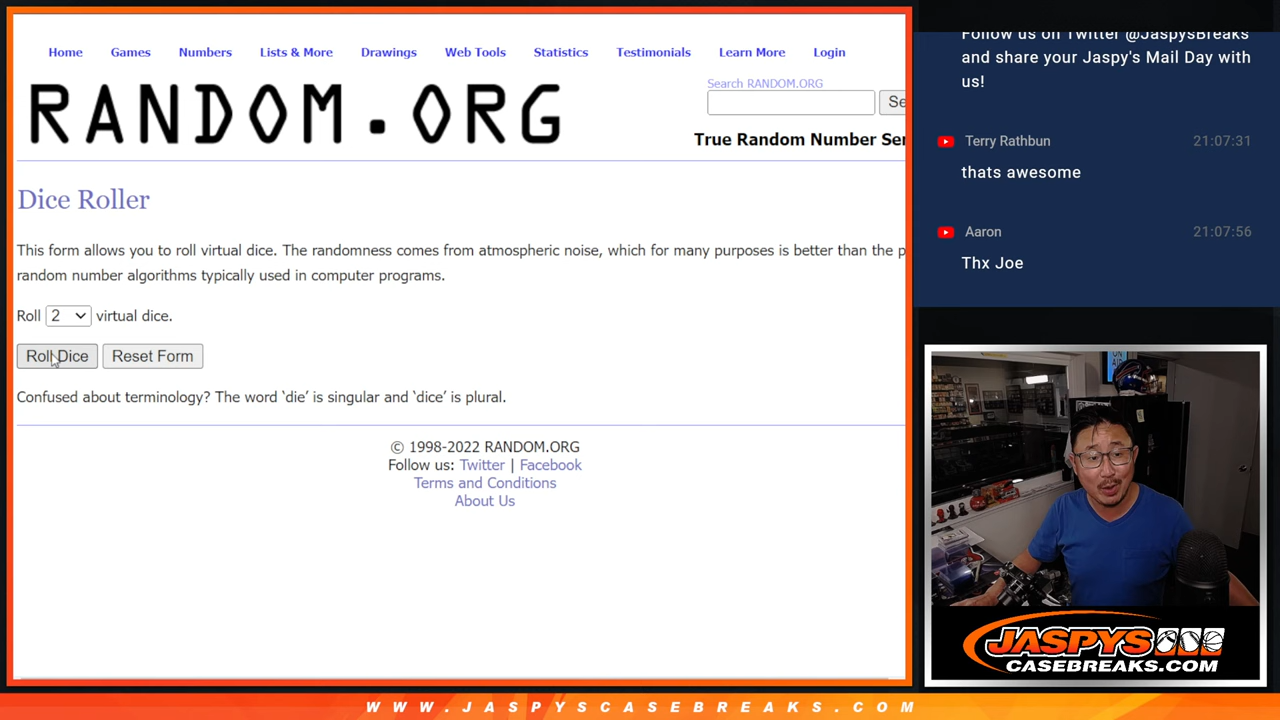 Home Games Numbers Lists & More Drawings Web Tools Statistics Testimonials Learn More Login
RANDOM.ORG
Search RANDOM.ORG
Se
True Random Number Ser
Dice Roller
This form allows you to roll virtual dice. The randomness comes from atmospheric noise, which for many purposes is better than the p
random number algorithms typically used in computer programs.
Roll 2 virtual dice.
Roll Dice Reset Form
Confused about terminology? The word ‘die’ is singular and ‘dice’ is plural.
© 1998-2022 RANDOM.ORG
Follow us: Twitter | Facebook
Terms and Conditions
About Us
Follow us on Twitter @JaspysBreaks
and share your Jaspy's Mail Day with
us!
Terry Rathbun 21:07:31
thats awesome
Aaron 21:07:56
Thx Joe
JASPYS
CASEBREAKS.COM
WWW.JASPYSCASEBREAKS.COM